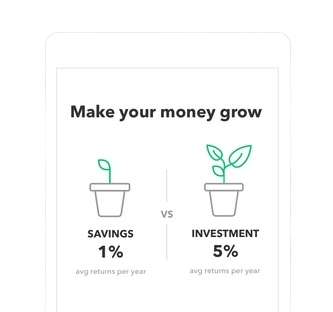 Make your money grow
VS
SAVINGS
1%
avg returns per year
INVESTMENT
5%
avg returns per year